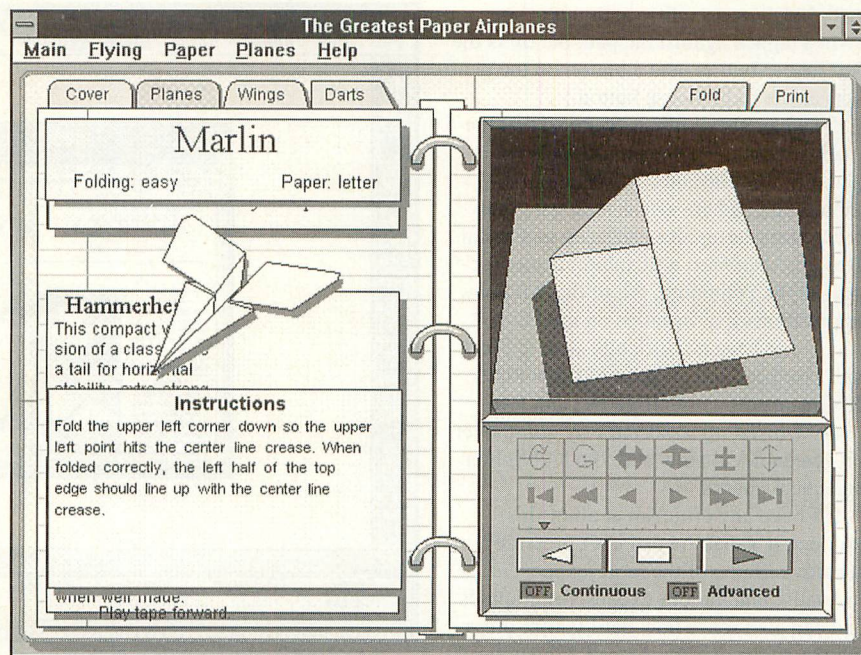 The Greatest Paper Airplanes
Main Flying Paper Planes Help
Cover Planes Wings Darts
Fold Print
Marlin
Folding: easy Paper: letter
Hammerhe
This compact v
sion of a class
a tail for horizontal
stability, extra strong
Instructions
Fold the upper left corner down so the upper
left point hits the center line crease. When
folded correctly, the left half of the top
edge should line up with the center line
crease.
when well made.
Play tape forward.
OFF Continuous OFF Advanced